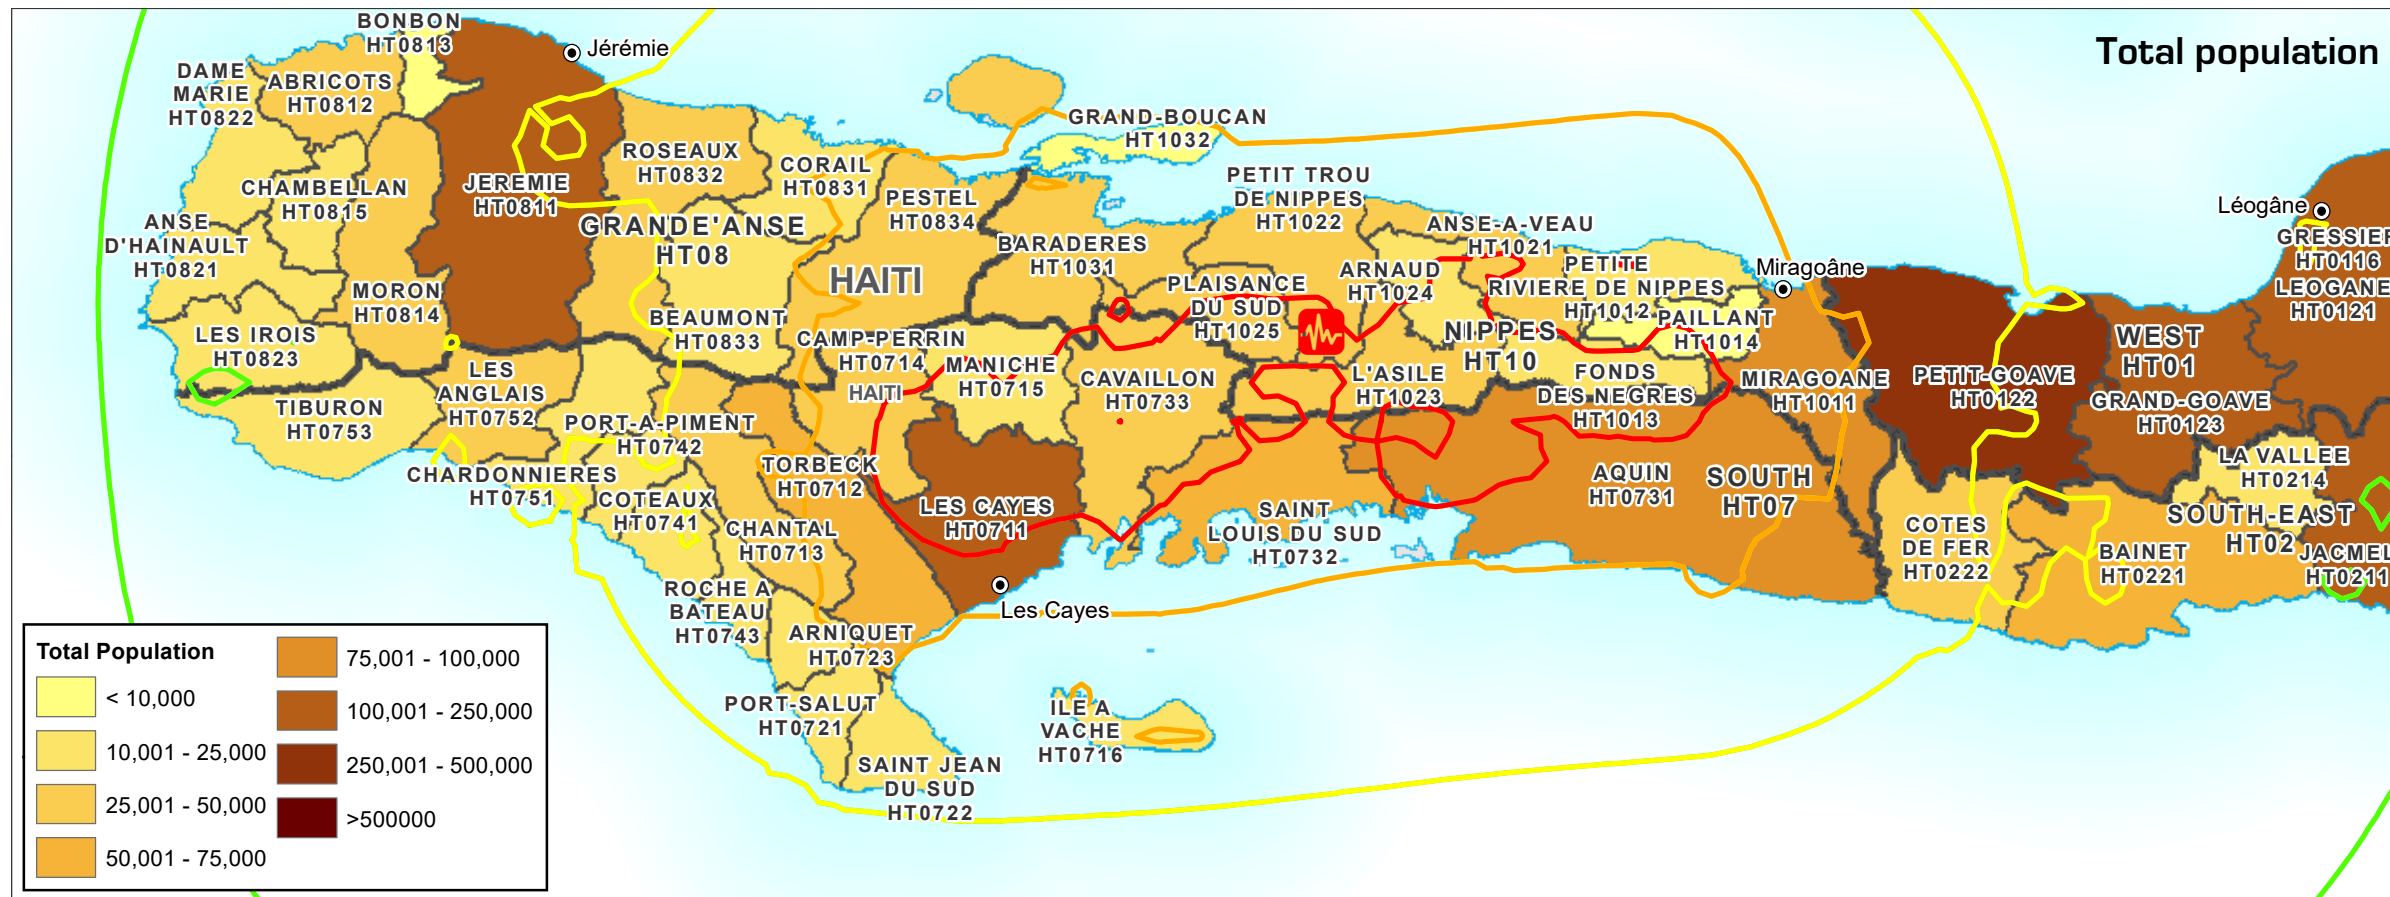 Total population
BONBON
HT0813
Jérémie
DAME
MARIE
HT0822
ABRICOTS
HT0812
GRAND-BOUCAN
HT1032
ROSEAUX
HT0832
CORAIL
HT0831
PETIT TROU
DE NIPPES
HT1022
CHAMBELLAN
HT0815
JEREMIE
HT0811
PESTEL
HT0834
Léogâne
ANSE
D'HAINAULT
HT0821
GRANDE'ANSE
HT08
BARADERES
HT1031
ANSE-A-VEAU
HT1021
GRESSIER
HT0116
HAITI
PLAISANCE
DU SUD
HT1025
ARNAUD
HT1024
PETITE
RIVIERE DE NIPPES
HT1012
Miragoâne
LEOGANE
HT0121
MORON
HT0814
LES IROIS
HT0823
BEAUMONT
HT0833
CAMP-PERRIN
HT0714
HAITI
MANICHE
HT0715
NIPPES
HT10
PAILLANT
HT1014
WEST
HT01
LES
ANGLAIS
HT0752
CAVAILLON
HT0733
L'ASILE
HT1023
FONDS
DES NEGRES
HT1013
MIRAGOANE
HT1011
PETIT-GOAVE
HT0122
GRAND-GOAVE
HT0123
TIBURON
HT0753
PORT-A-PIMENT
HT0742
CHARDONNIERES
HT0751
TORBECK
HT0712
LA VALLEE
HT0214
COTEAUX
HT0741
LES CAYES
HT0711
AQUIN
HT0731
SOUTH
HT07
SOUTH-EAST
HT02
CHANTAL
HT0713
SAINT
LOUIS DU SUD
HT0732
COTES
DE FER
HT0222
BAINET
HT0221
JACMEL
HT0211
ROCHE A
BATEAU
HT0743
Les Cayes
ARNIQUET
HT0723
PORT-SALUT
HT0721
ILE A
VACHE
HT0716
SAINT JEAN
DU SUD
HT0722
Total Population
< 10,000
10,001 - 25,000
25,001 - 50,000
50,001 - 75,000
75,001 - 100,000
100,001 - 250,000
250,001 - 500,000
>500000